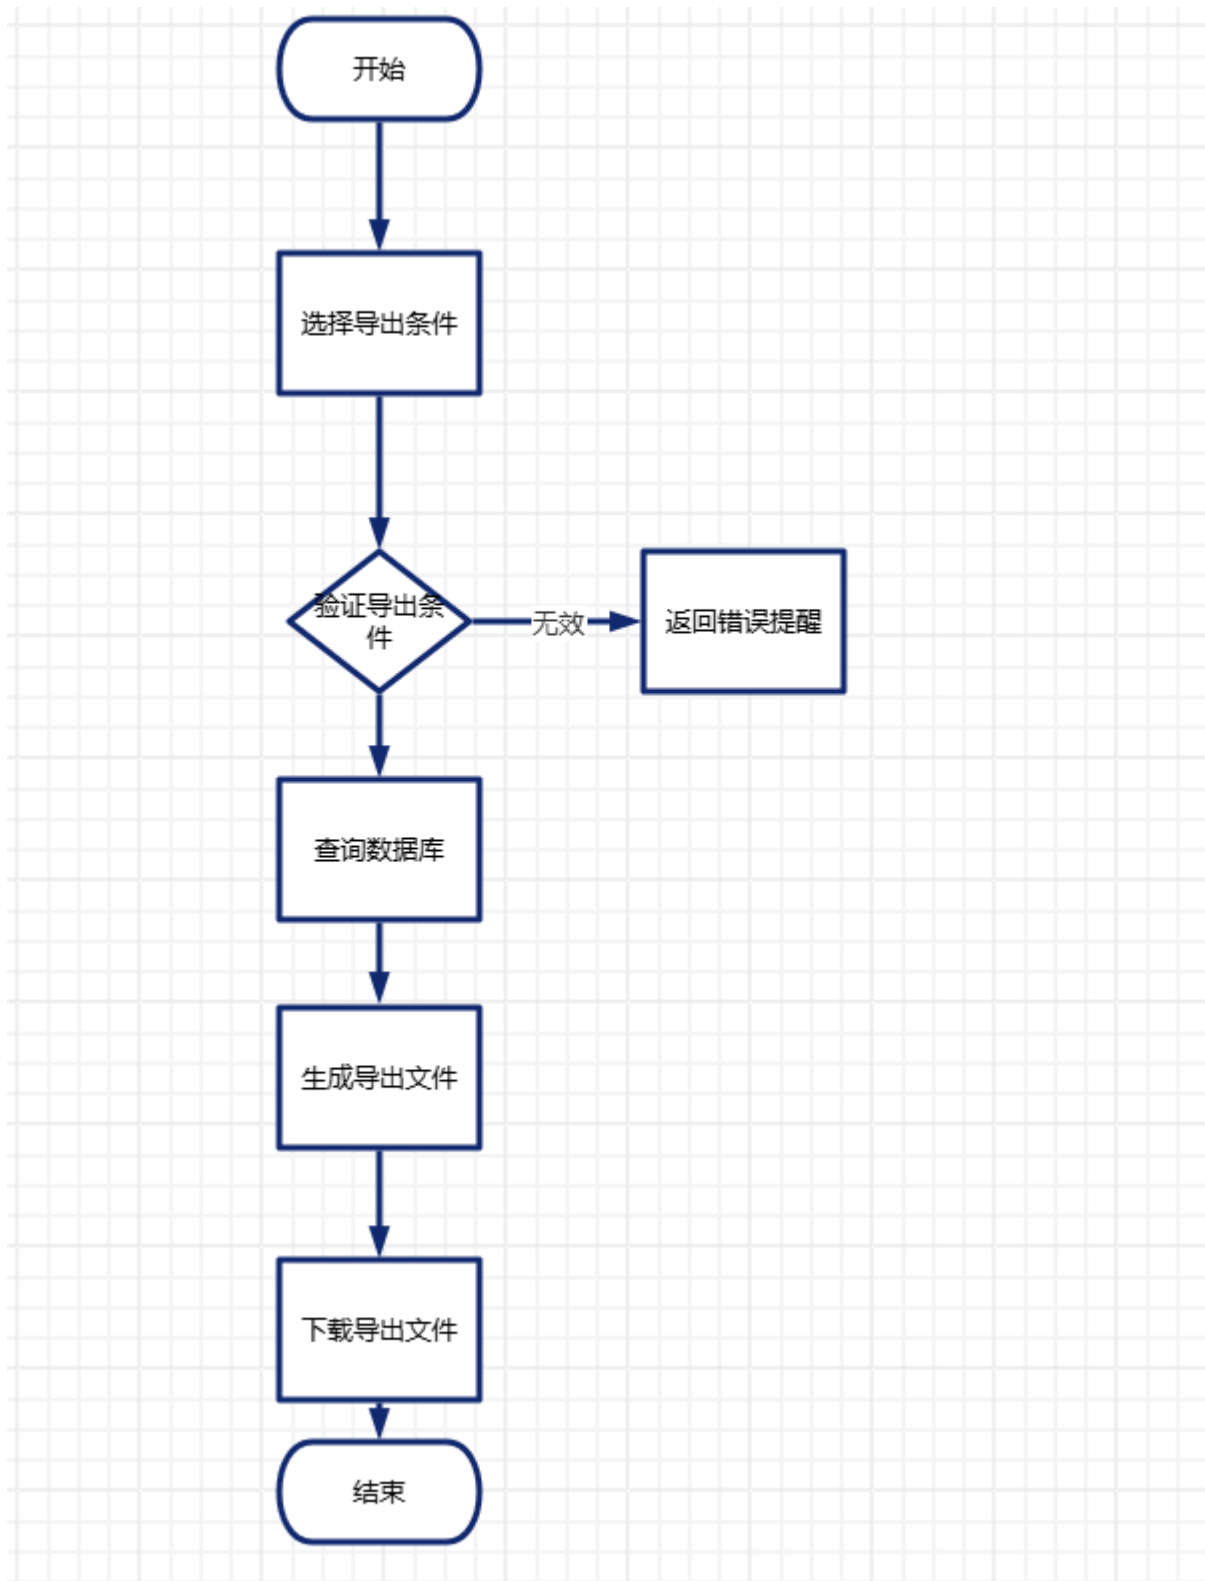 开始
选择导出条件
验证导出条
件
无效
返回错误提醒
查询数据库
生成导出文件
下载导出文件
结束